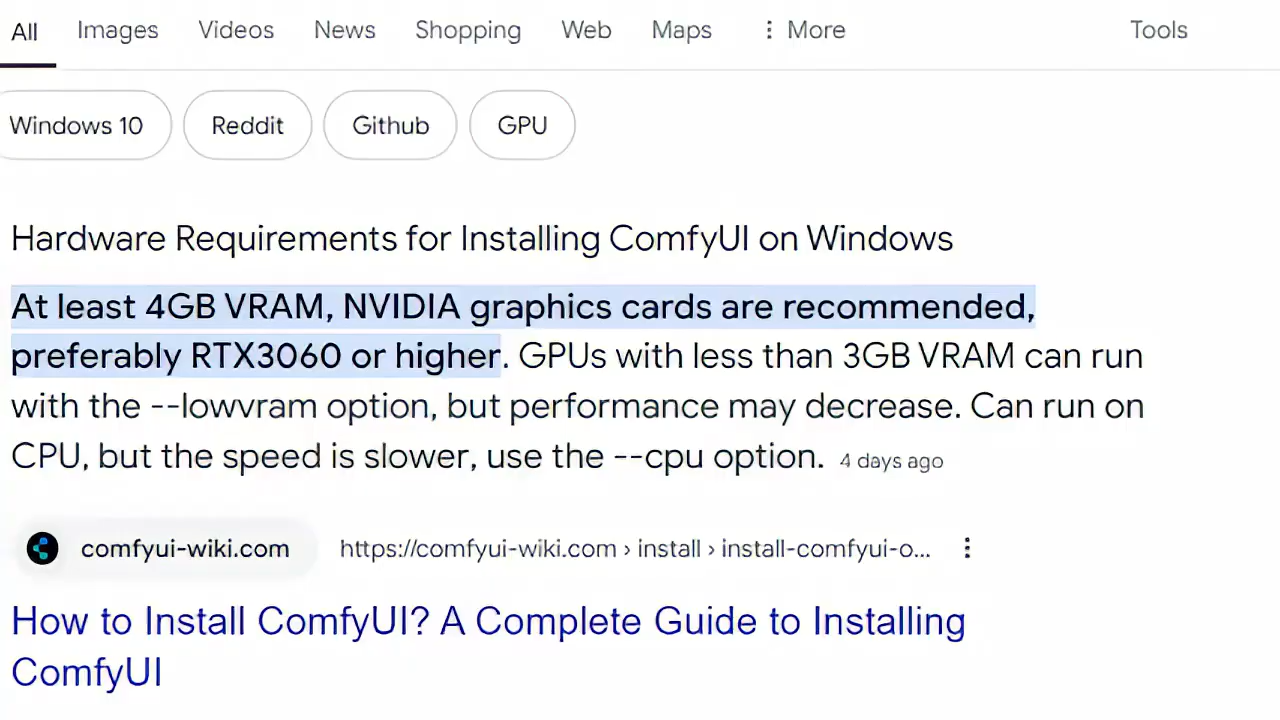 All Images Videos News Shopping Web Maps ⋮ More Tools
Windows 10 Reddit Github GPU
Hardware Requirements for Installing ComfyUI on Windows
At least 4GB VRAM, NVIDIA graphics cards are recommended,
preferably RTX3060 or higher. GPUs with less than 3GB VRAM can run
with the --lowvram option, but performance may decrease. Can run on
CPU, but the speed is slower, use the --cpu option. 4 days ago
comfyui-wiki.com https://comfyui-wiki.com › install › install-comfyui-o... ⋮
How to Install ComfyUI? A Complete Guide to Installing
ComfyUI